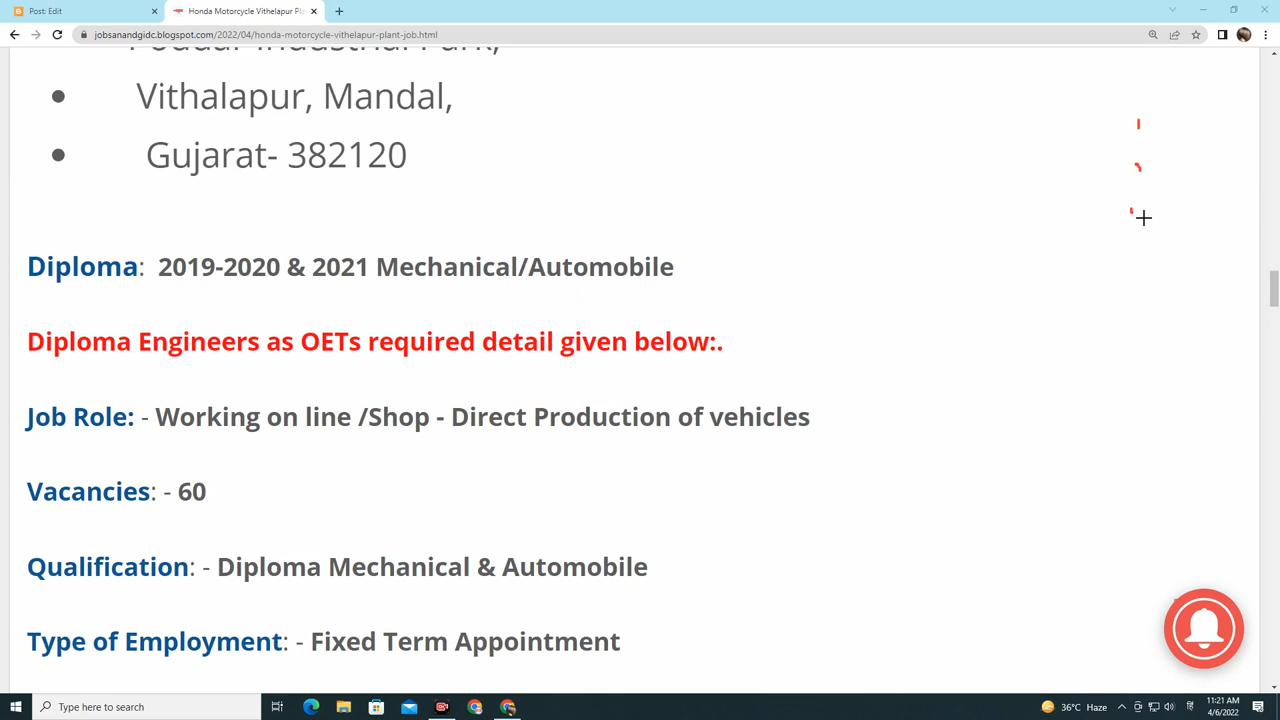 Post: Edit
Honda Motorcycle Vithelapur Pl
jobsanandgidc.blogspot.com/2022/04/honda-motorcycle-vithelapur-plant-job.html
Poddar Industrial Park,
Vithalapur, Mandal,
Gujarat- 382120
Diploma: 2019-2020 & 2021 Mechanical/Automobile
Diploma Engineers as OETs required detail given below:.
Job Role: - Working on line /Shop - Direct Production of vehicles
Vacancies: - 60
Qualification: - Diploma Mechanical & Automobile
Type of Employment: - Fixed Term Appointment
Type here to search
36°C Haze
11:21 AM
4/6/2022